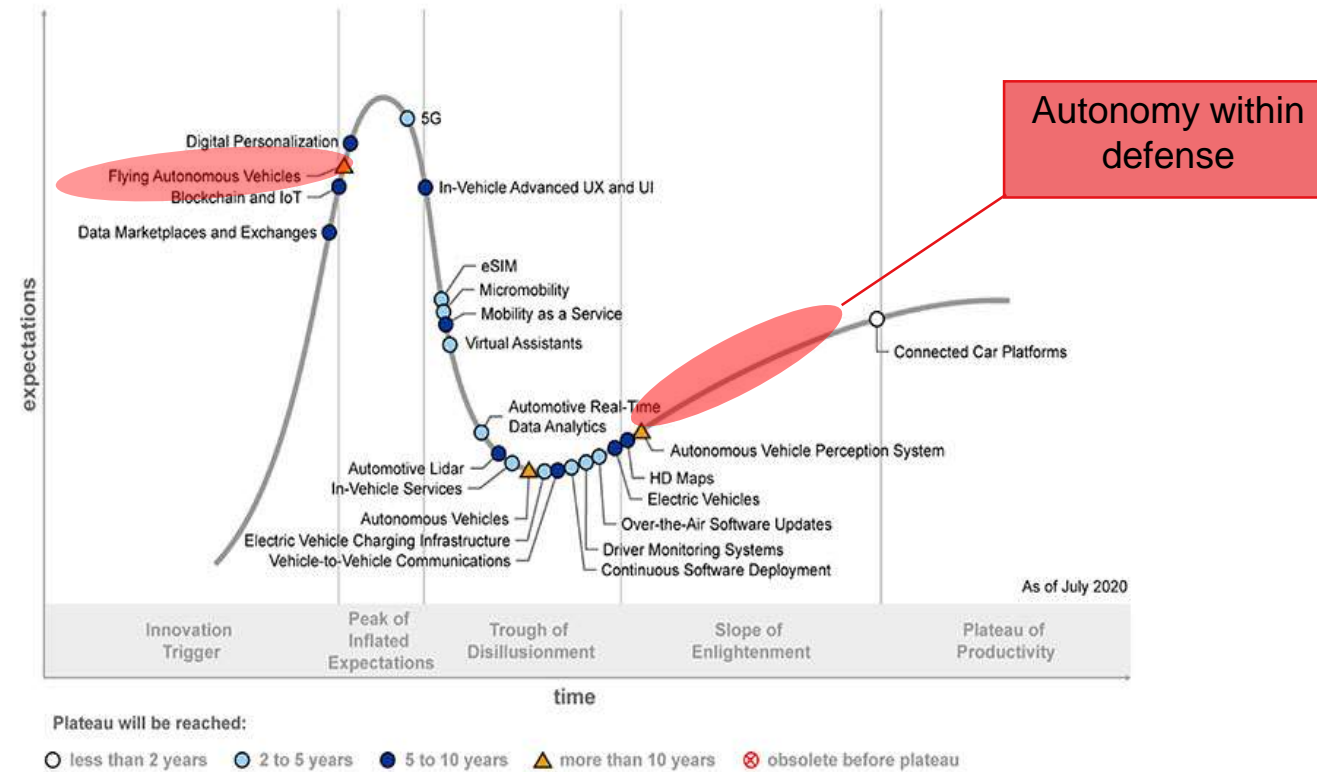 Autonomy within
defense
5G
Digital Personalization
Flying Autonomous Vehicles
Blockchain and IoT
In-Vehicle Advanced UX and UI
Data Marketplaces and Exchanges
eSIM
Micromobility
Mobility as a Service
Virtual Assistants
expectations
Connected Car Platforms
Automotive Real-Time
Data Analytics
Autonomous Vehicle Perception System
Automotive Lidar
HD Maps
In-Vehicle Services
Electric Vehicles
Autonomous Vehicles
Over-the-Air Software Updates
Electric Vehicle Charging Infrastructure
Driver Monitoring Systems
Vehicle-to-Vehicle Communications
Continuous Software Deployment
As of July 2020
Innovation
Trigger
Peak of
Inflated
Expectations
Trough of
Disillusionment
Slope of
Enlightenment
Plateau of
Productivity
time
Plateau will be reached:
less than 2 years 2 to 5 years 5 to 10 years more than 10 years obsolete before plateau